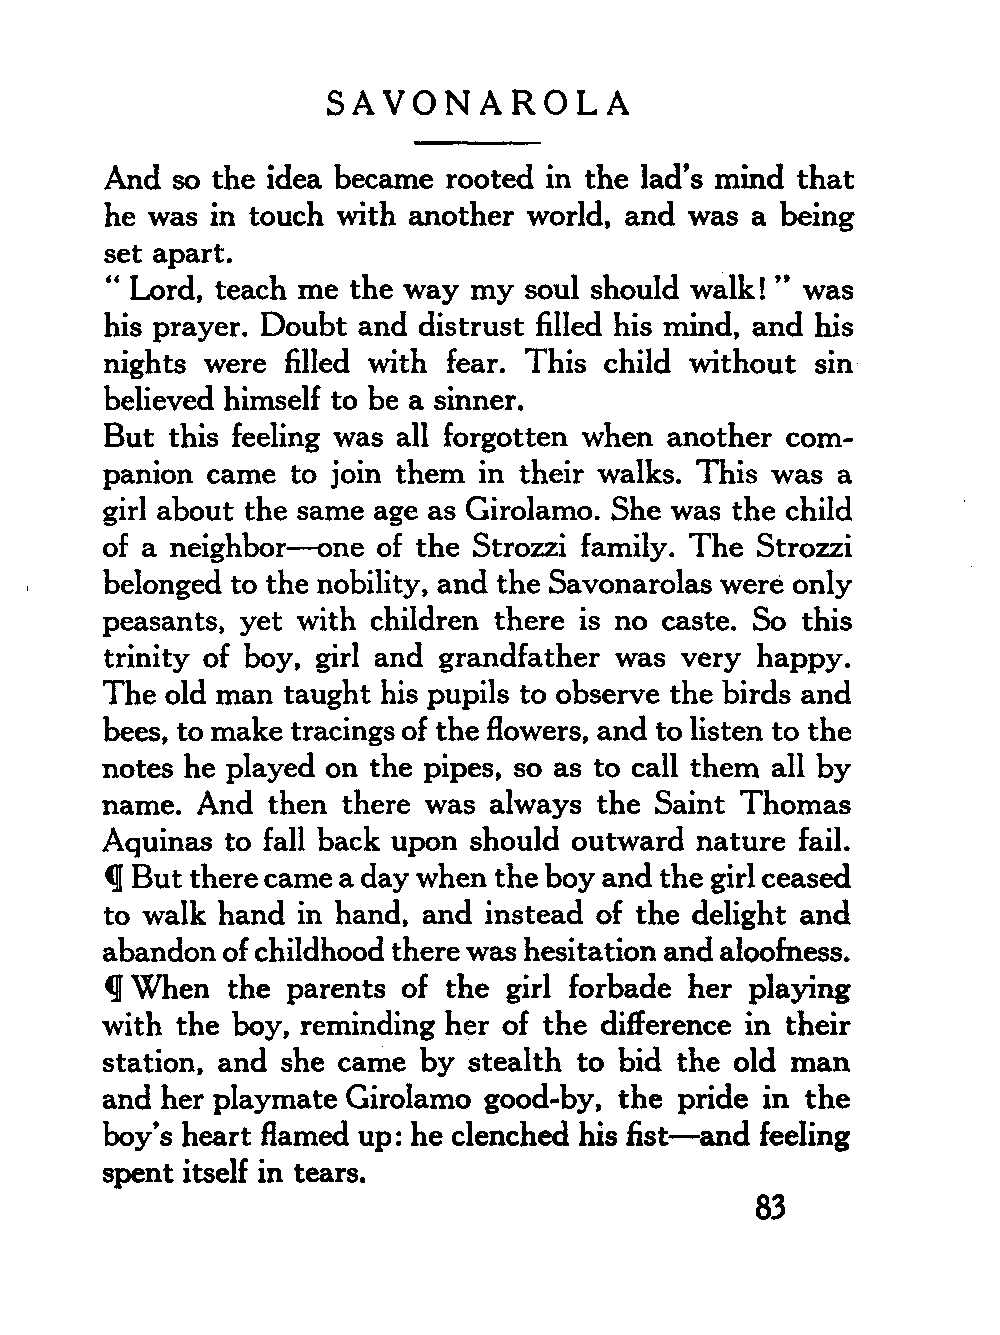 SAVONAROLA
And so the idea became rooted in the lad's mind that
he was in touch with another world, and was a being
set apart.
" Lord, teach me the way my soul should walk! " was
his prayer. Doubt and distrust filled his mind, and his
nights were filled with fear. This child without sin
believed himself to be a sinner.
But this feeling was all forgotten when another com-
panion came to join them in their walks. This was a
girl about the same age as Girolamo. She was the child
of a neighbor—one of the Strozzi family. The Strozzi
belonged to the nobility, and the Savonarolas were only
peasants, yet with children there is no caste. So this
trinity of boy, girl and grandfather was very happy.
The old man taught his pupils to observe the birds and
bees, to make tracings of the flowers, and to listen to the
notes he played on the pipes, so as to call them all by
name. And then there was always the Saint Thomas
Aquinas to fall back upon should outward nature fail.
¶ But there came a day when the boy and the girl ceased
to walk hand in hand, and instead of the delight and
abandon of childhood there was hesitation and aloofness.
¶ When the parents of the girl forbade her playing
with the boy, reminding her of the difference in their
station, and she came by stealth to bid the old man
and her playmate Girolamo good-by, the pride in the
boy's heart flamed up: he clenched his fist—and feeling
spent itself in tears.
83